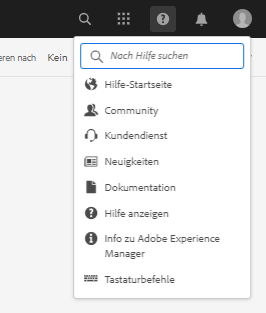 eren nach Kein
Nach Hilfe suchen
Hilfe-Startseite
Community
Kundendienst
Neuigkeiten
Dokumentation
Hilfe anzeigen
Info zu Adobe Experience
Manager
Tastaturbefehle